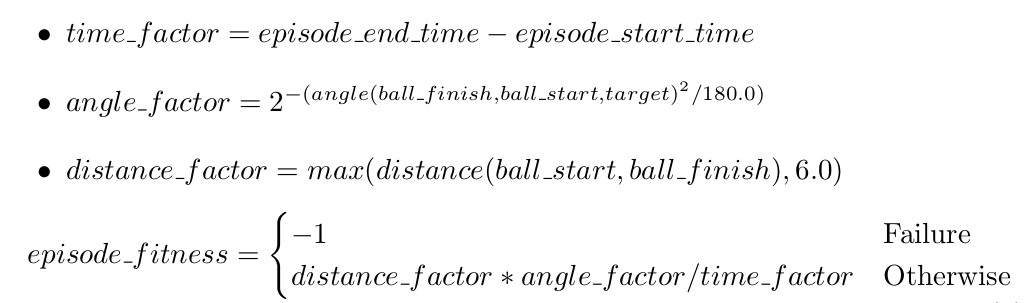 • time_factor = episode_end_time − episode_start_time
• angle_factor = 2^{−(angle(ball_finish,ball_start,target)^2/180.0)}
• distance_factor = max(distance(ball_start, ball_finish), 6.0)
episode_fitness = { −1 Failure
distance_factor ∗ angle_factor/time_factor Otherwise